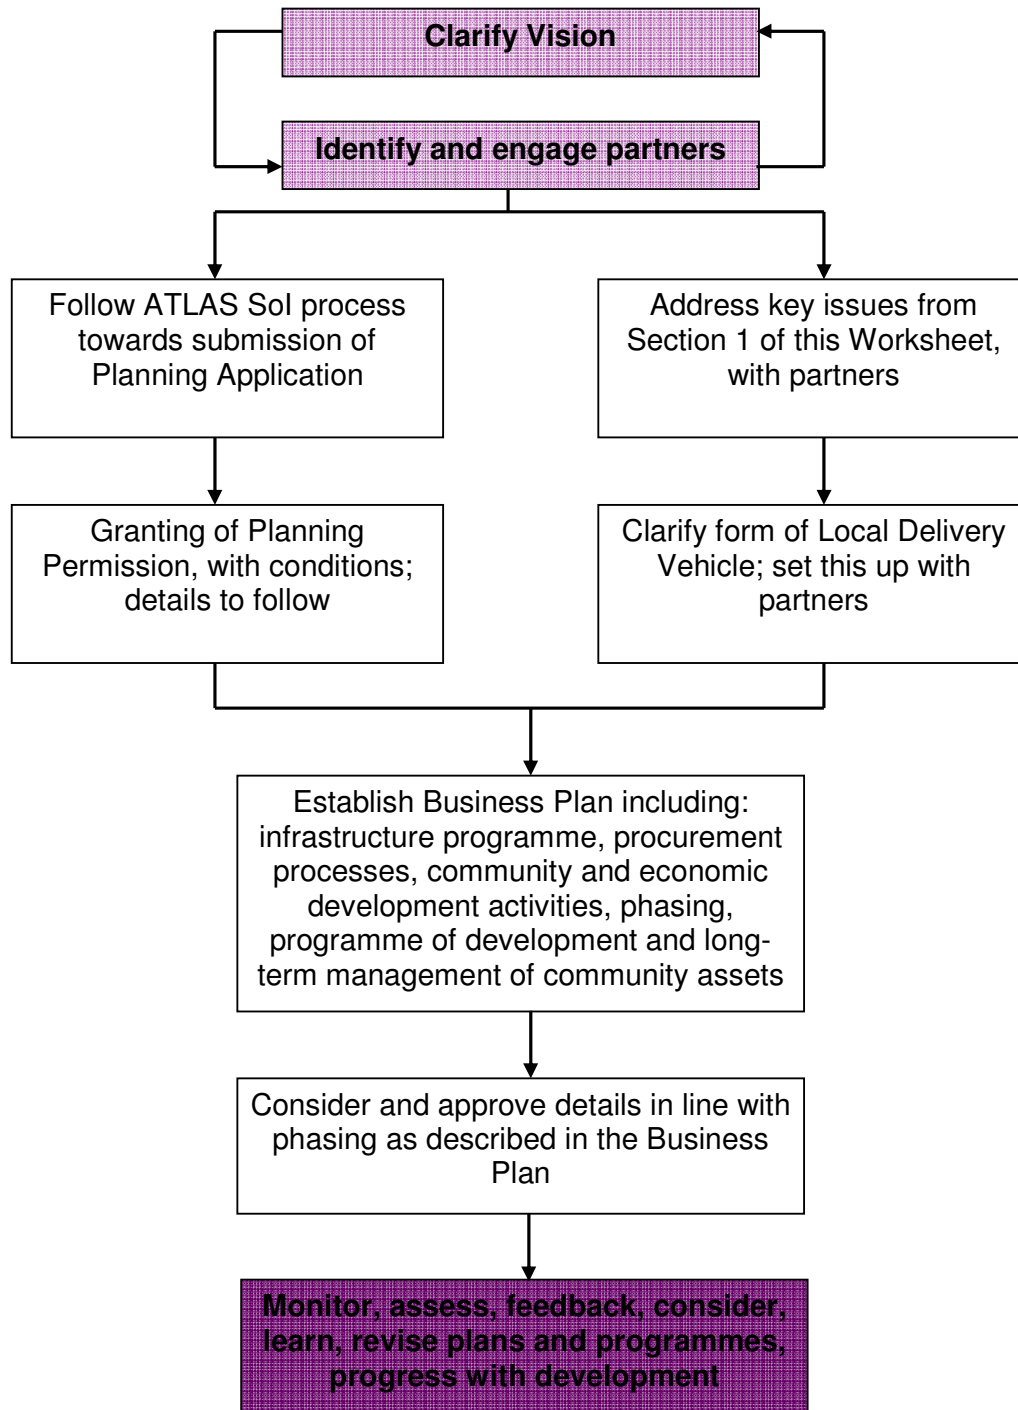 Clarify Vision
Identify and engage partners
Follow ATLAS SoI process
towards submission of
Planning Application
Address key issues from
Section 1 of this Worksheet,
with partners
Granting of Planning
Permission, with conditions;
details to follow
Clarify form of Local Delivery
Vehicle; set this up with
partners
Establish Business Plan including:
infrastructure programme, procurement
processes, community and economic
development activities, phasing,
programme of development and long-
term management of community assets
Consider and approve details in line with
phasing as described in the Business
Plan
Monitor, assess, feedback, consider,
learn, revise plans and programmes,
progress with development